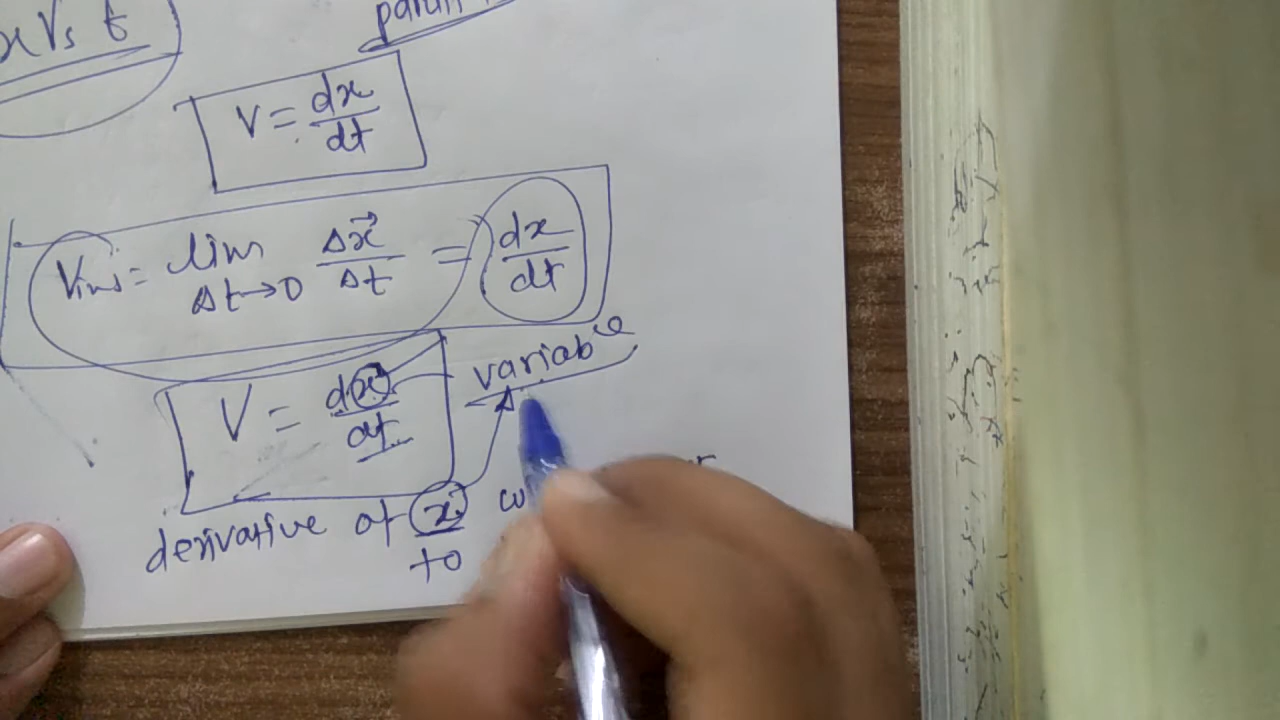 x Vs t
V = dx/dt
Vins = lim Δt→0 Δx⃗/Δt = dx/dt
V = dx/dt
variable
derivative of x
to